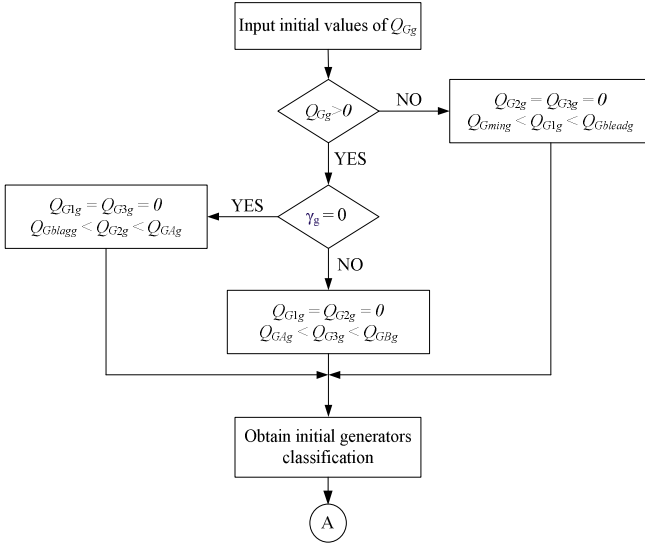 Input initial values of Q_{Gg}
Q_{Gg}>0
NO
Q_{G2g} = Q_{G3g} = 0
Q_{Gming} < Q_{G1g} < Q_{Gbleadg}
YES
YES
γ_g = 0
Q_{G1g} = Q_{G3g} = 0
Q_{Gblagg} < Q_{G2g} < Q_{GAg}
NO
Q_{G1g} = Q_{G2g} = 0
Q_{GAg} < Q_{G3g} < Q_{GBg}
Obtain initial generators
classification
A